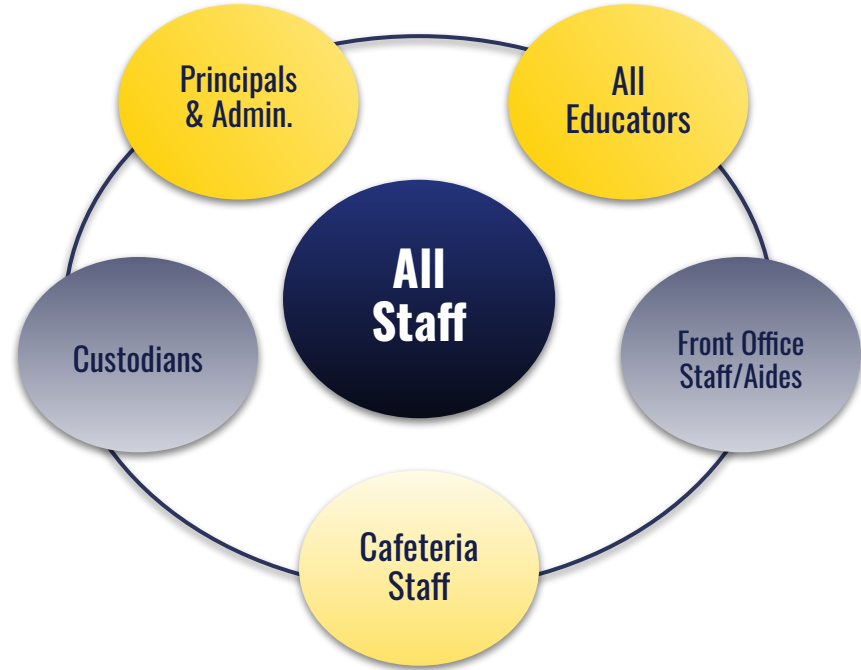 Principals
& Admin.
All
Educators
All
Staff
Custodians
Front Office
Staff/Aides
Cafeteria
Staff